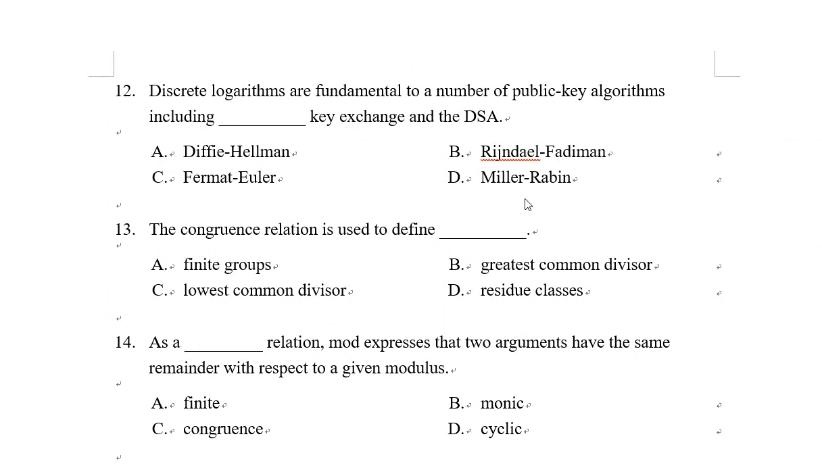 12. Discrete logarithms are fundamental to a number of public-key algorithms
including __________ key exchange and the DSA.
A. Diffie-Hellman B. Rijndael-Fadiman
C. Fermat-Euler D. Miller-Rabin
13. The congruence relation is used to define __________.
A. finite groups B. greatest common divisor
C. lowest common divisor D. residue classes
14. As a _________ relation, mod expresses that two arguments have the same
remainder with respect to a given modulus.
A. finite B. monic
C. congruence D. cyclic